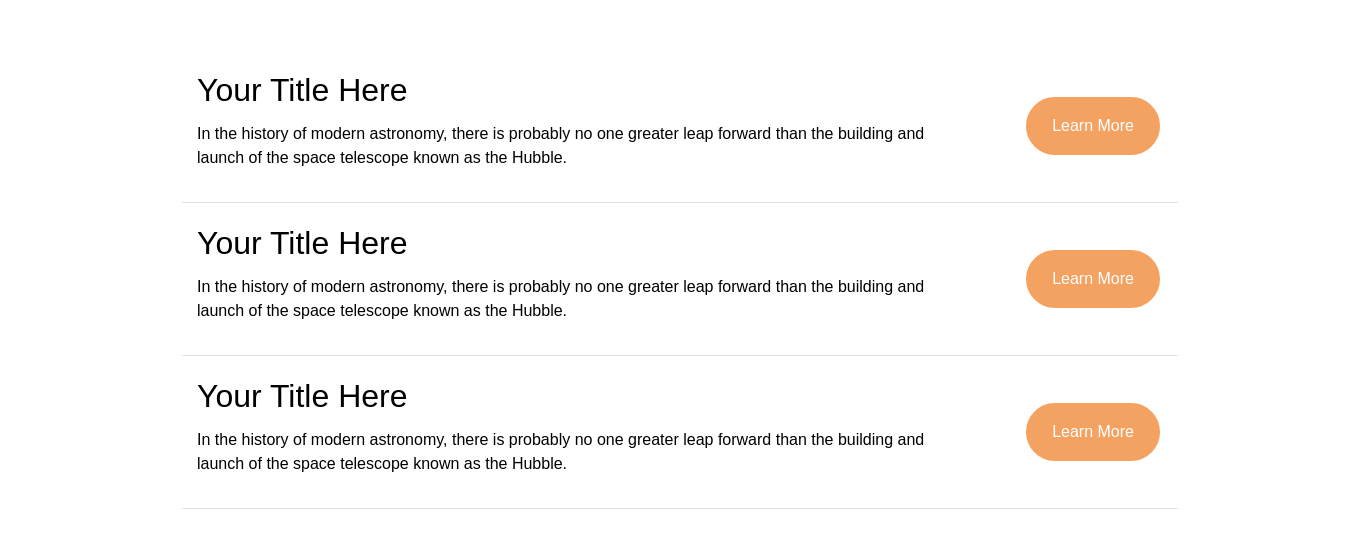 Your Title Here
In the history of modern astronomy, there is probably no one greater leap forward than the building and
launch of the space telescope known as the Hubble.
Learn More
Your Title Here
In the history of modern astronomy, there is probably no one greater leap forward than the building and
launch of the space telescope known as the Hubble.
Learn More
Your Title Here
In the history of modern astronomy, there is probably no one greater leap forward than the building and
launch of the space telescope known as the Hubble.
Learn More